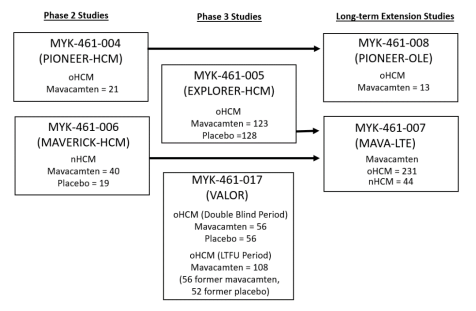 Phase 2 Studies
Phase 3 Studies
Long-term Extension Studies
MYK-461-004
(PIONEER-HCM)
oHCM
Mavacamten = 21
MYK-461-005
(EXPLORER-HCM)
oHCM
Mavacamten = 123
Placebo =128
MYK-461-008
(PIONEER-OLE)
oHCM
Mavacamten = 13
MYK-461-006
(MAVERICK-HCM)
nHCM
Mavacamten = 40
Placebo = 19
MYK-461-007
(MAVA-LTE)
Mavacamten
oHCM = 231
nHCM = 44
MYK-461-017
(VALOR)
oHCM (Double Blind Period)
Mavacamten = 56
Placebo = 56
oHCM (LTFU Period)
Mavacamten = 108
(56 former mavacamten,
52 former placebo)